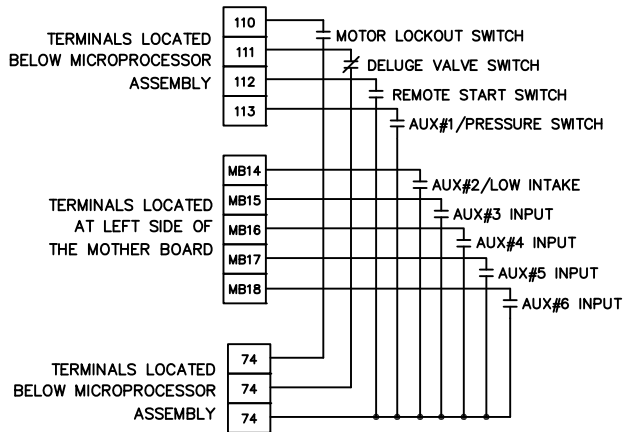 TERMINALS LOCATED
BELOW MICROPROCESSOR
ASSEMBLY
110
111
112
113
MOTOR LOCKOUT SWITCH
DELUGE VALVE SWITCH
REMOTE START SWITCH
AUX#1/PRESSURE SWITCH
TERMINALS LOCATED
AT LEFT SIDE OF
THE MOTHER BOARD
MB14
MB15
MB16
MB17
MB18
AUX#2/LOW INTAKE
AUX#3 INPUT
AUX#4 INPUT
AUX#5 INPUT
AUX#6 INPUT
TERMINALS LOCATED
BELOW MICROPROCESSOR
ASSEMBLY
74
74
74